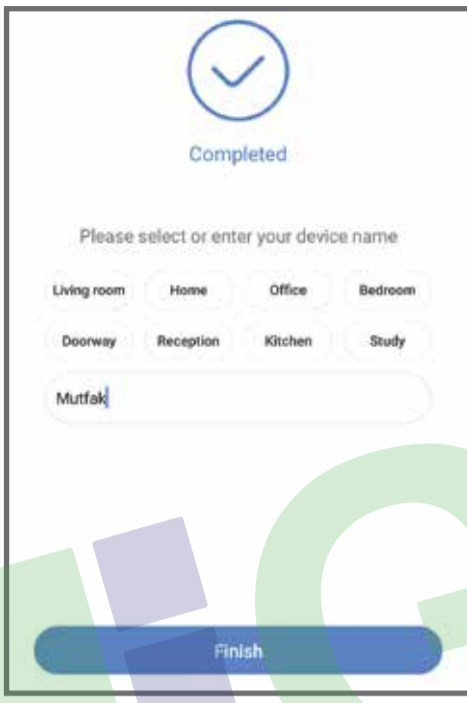 Completed
Please select or enter your device name
Living room Home Office Bedroom
Doorway Reception Kitchen Study
Mutfak
Finish